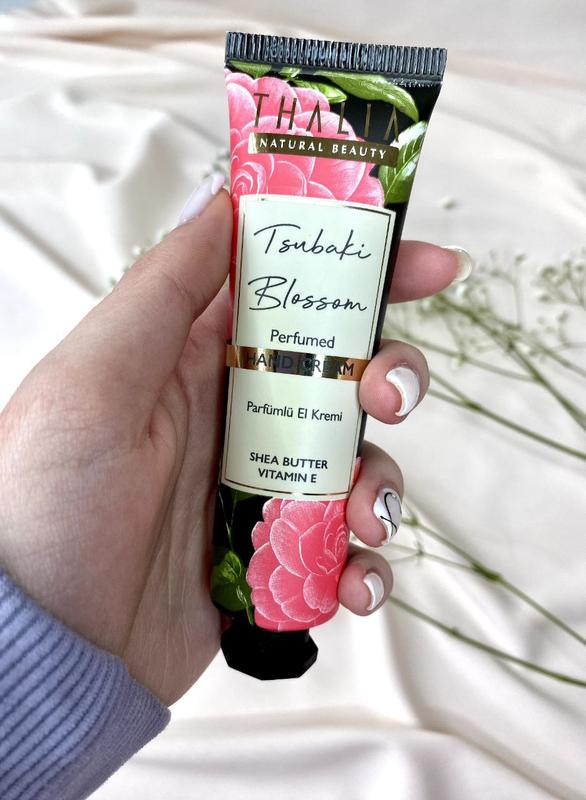 THALIA
NATURAL BEAUTY
Tsubaki
Blossom
Perfumed
HAND CREAM
Parfümlü El Kremi
SHEA BUTTER
VITAMIN E